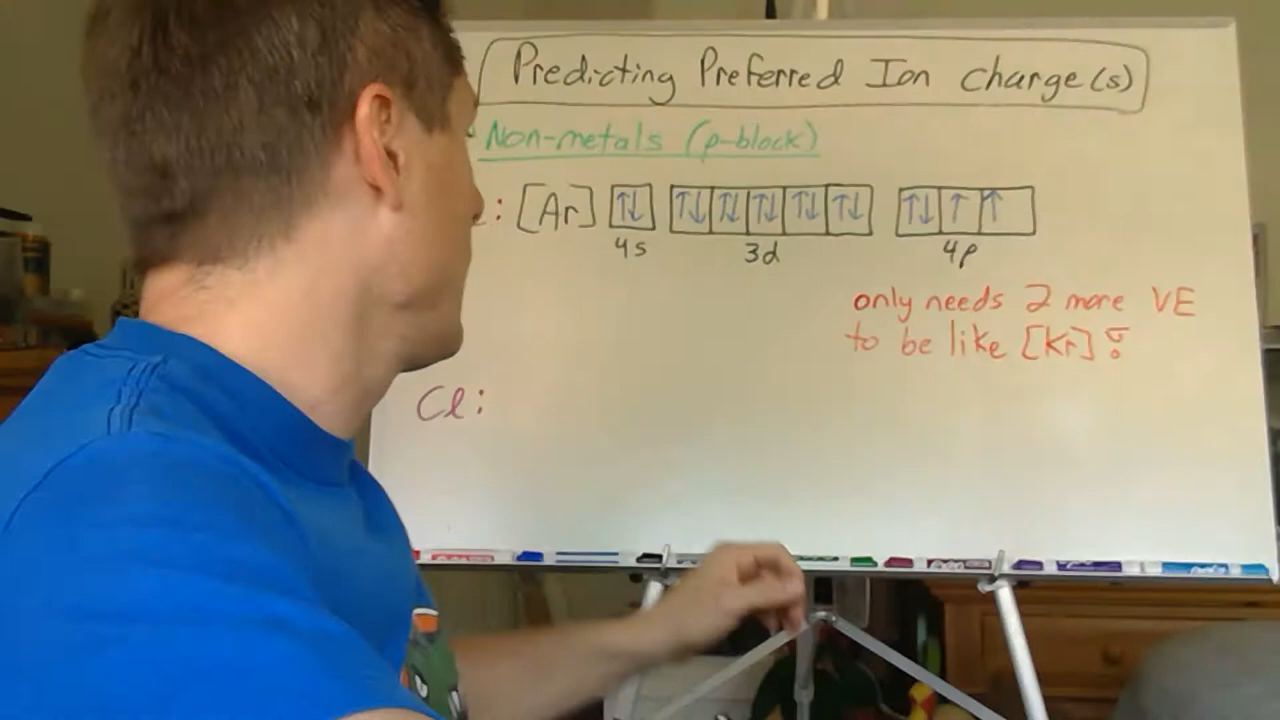 Predicting Preferred Ion Charge(s)
Non-metals (p-block)
: [Ar] ↑↓ ↑↓ ↑↓ ↑↓ ↑↓ ↑↓ ↑↓ ↑ ↑
4s 3d 4p
only needs 2 more VE
to be like [Kr]!
Cl: